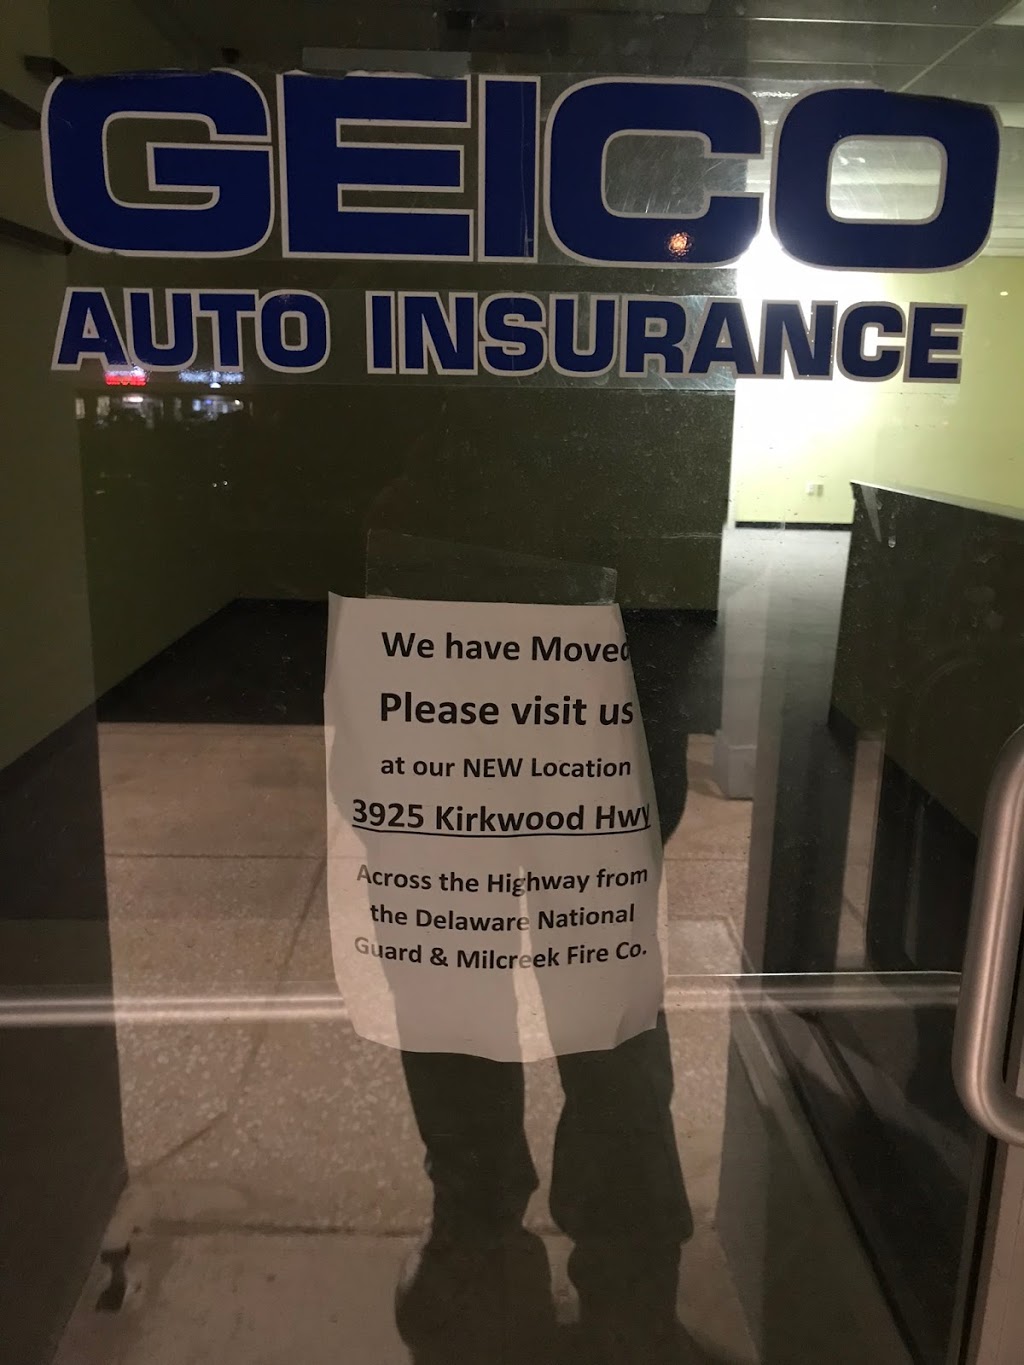 GEICO
AUTO INSURANCE
We have Moved
Please visit us
at our NEW Location
3925 Kirkwood Hwy
Across the Highway from
the Delaware National
Guard & Milcreek Fire Co.